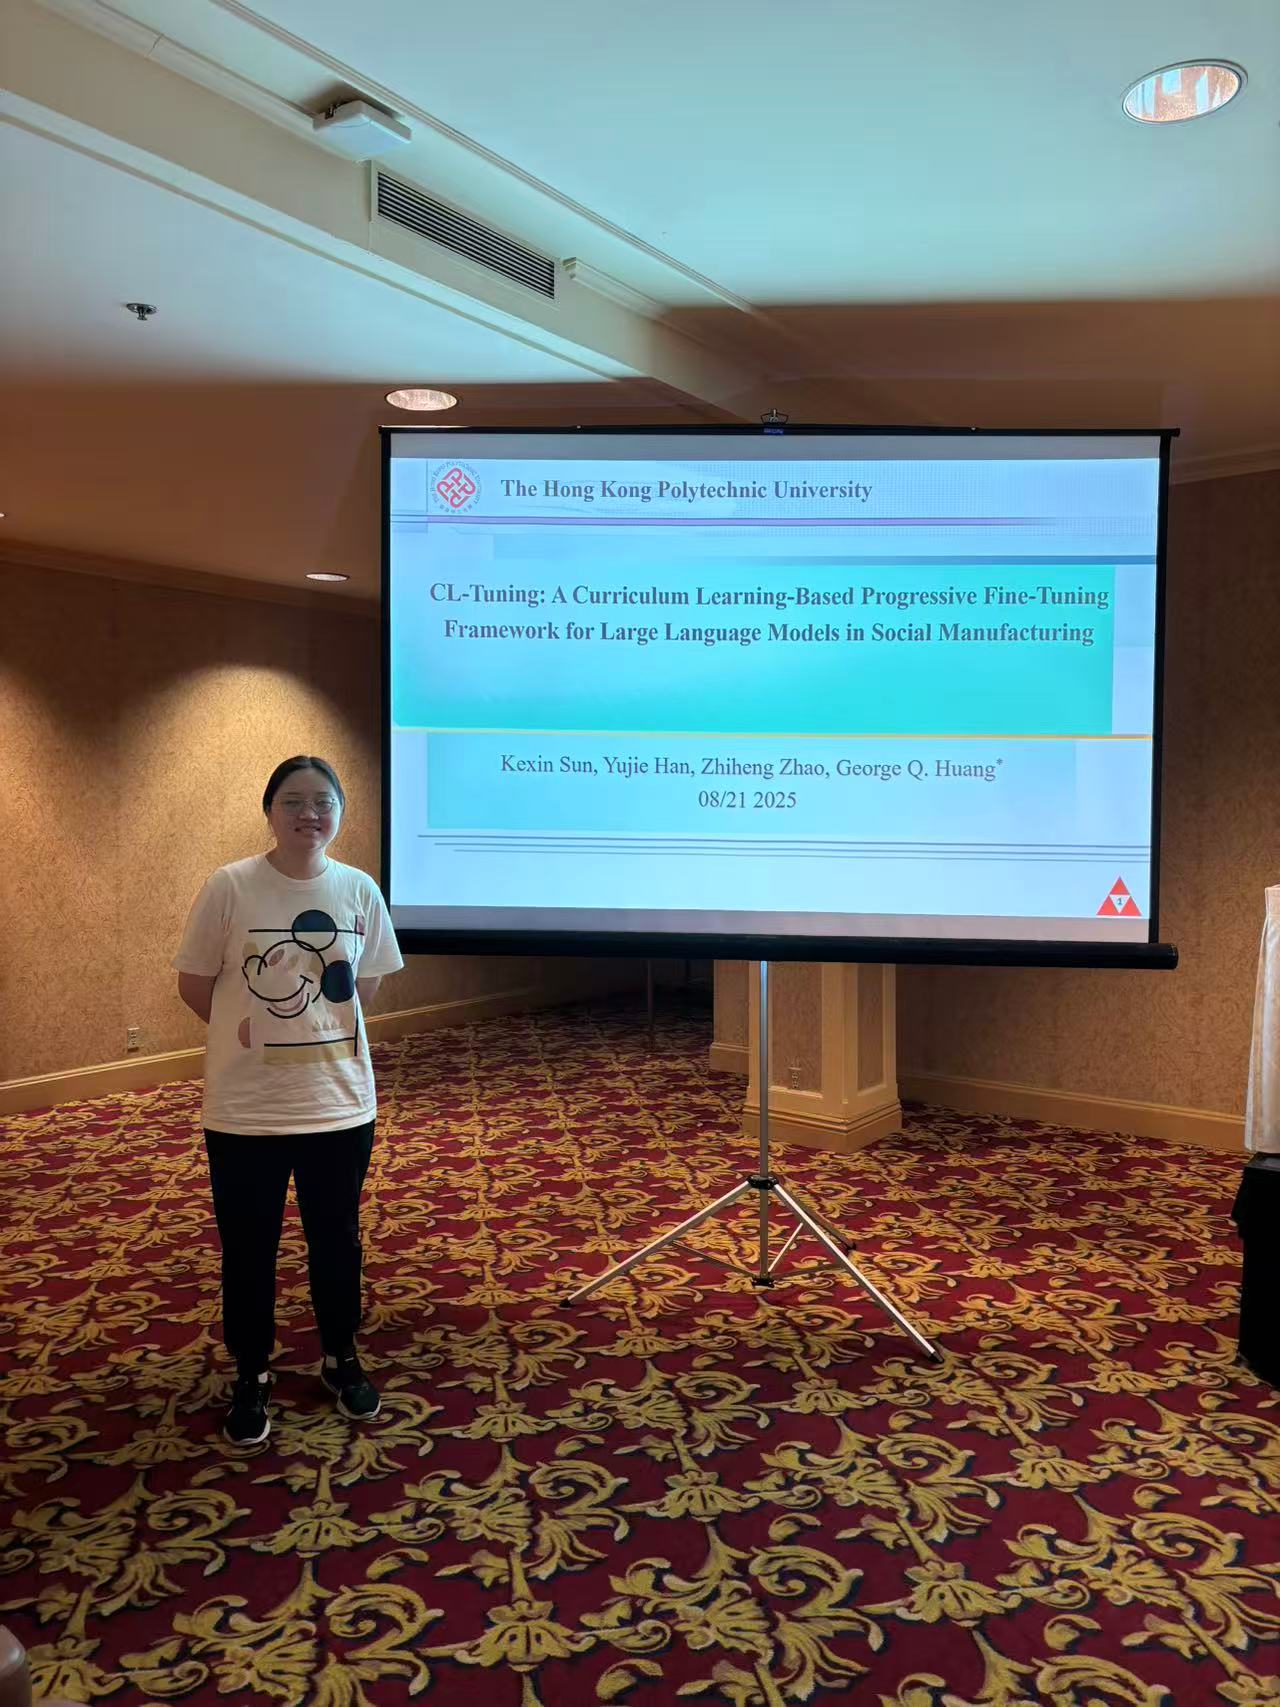 The Hong Kong Polytechnic University
CL-Tuning: A Curriculum Learning-Based Progressive Fine-Tuning
Framework for Large Language Models in Social Manufacturing
Kexin Sun, Yujie Han, Zhiheng Zhao, George Q. Huang*
08/21 2025
1